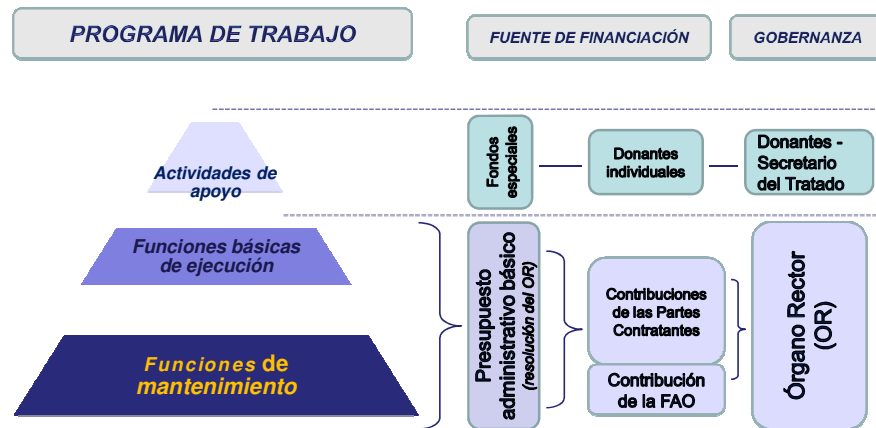 PROGRAMA DE TRABAJO
FUENTE DE FINANCIACIÓN
GOBERNANZA
Actividades de
apoyo
Fondos
especiales
Donantes
individuales
Donantes -
Secretario
del Tratado
Funciones básicas
de ejecución
Funciones de
mantenimiento
Presupuesto
administrativo básico
(resolución del OR)
Contribuciones
de las Partes
Contratantes
Contribución
de la FAO
Órgano Rector
(OR)